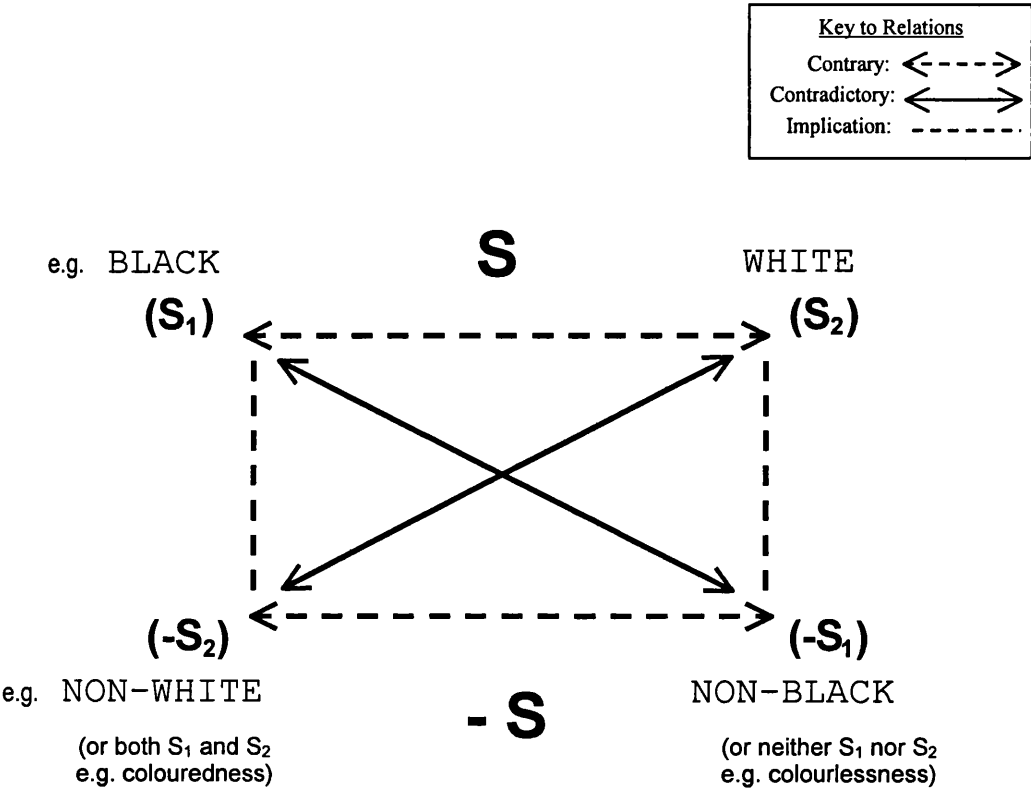 Key to Relations
Contrary:
Contradictory:
Implication:
S
e.g. BLACK
WHITE
(S₁)
(S₂)
(-S₂)
(-S₁)
e.g. NON-WHITE
NON-BLACK
- S
(or both S₁ and S₂
e.g. colouredness)
(or neither S₁ nor S₂
e.g. colourlessness)